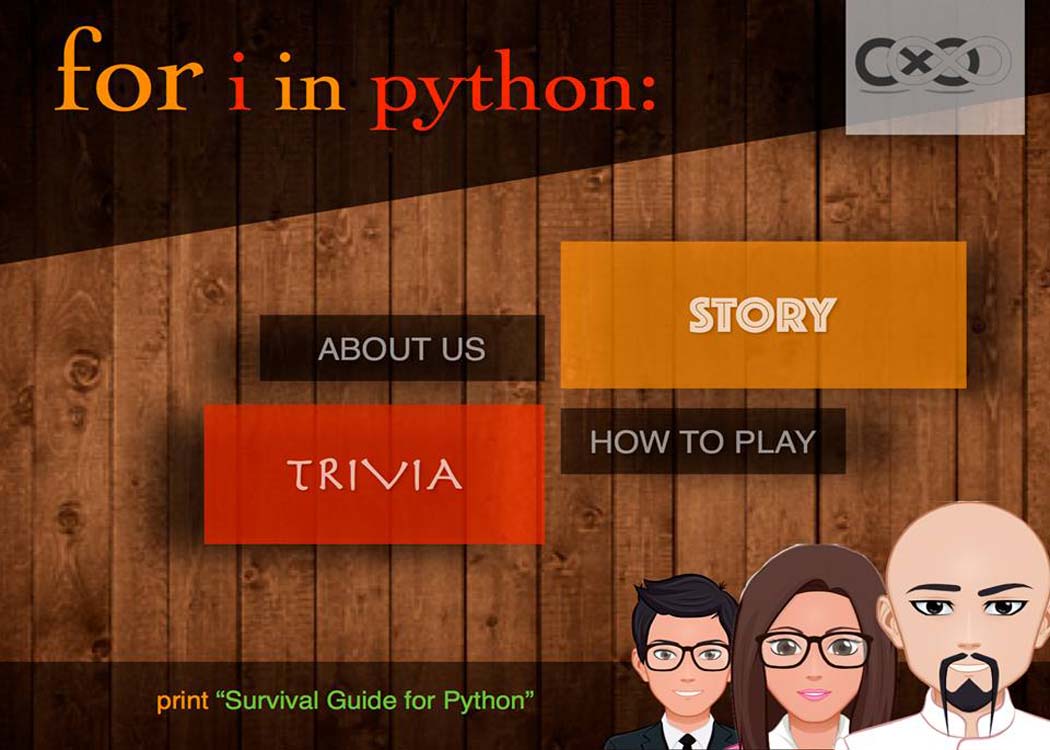 for i in python:
STORY
ABOUT US
HOW TO PLAY
TRIVIA
print “Survival Guide for Python”